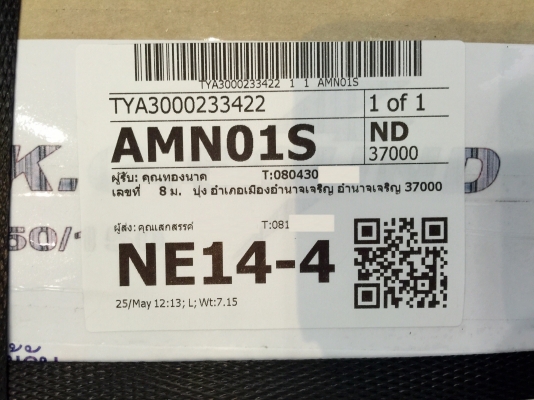 TYA3000233422 1 1 AMN01S
TYA3000233422
1 of 1
AMN01S
ND
37000
ผู้รับ: คุณทองนาค T:080430
เลขที่ 8 ม. บุ่ง อำเภอเมืองอำนาจเจริญ อำนาจเจริญ 37000
ผู้ส่ง: คุณเสกสรรค์ T:081
NE14-4
25/May 12:13; L; Wt:7.15